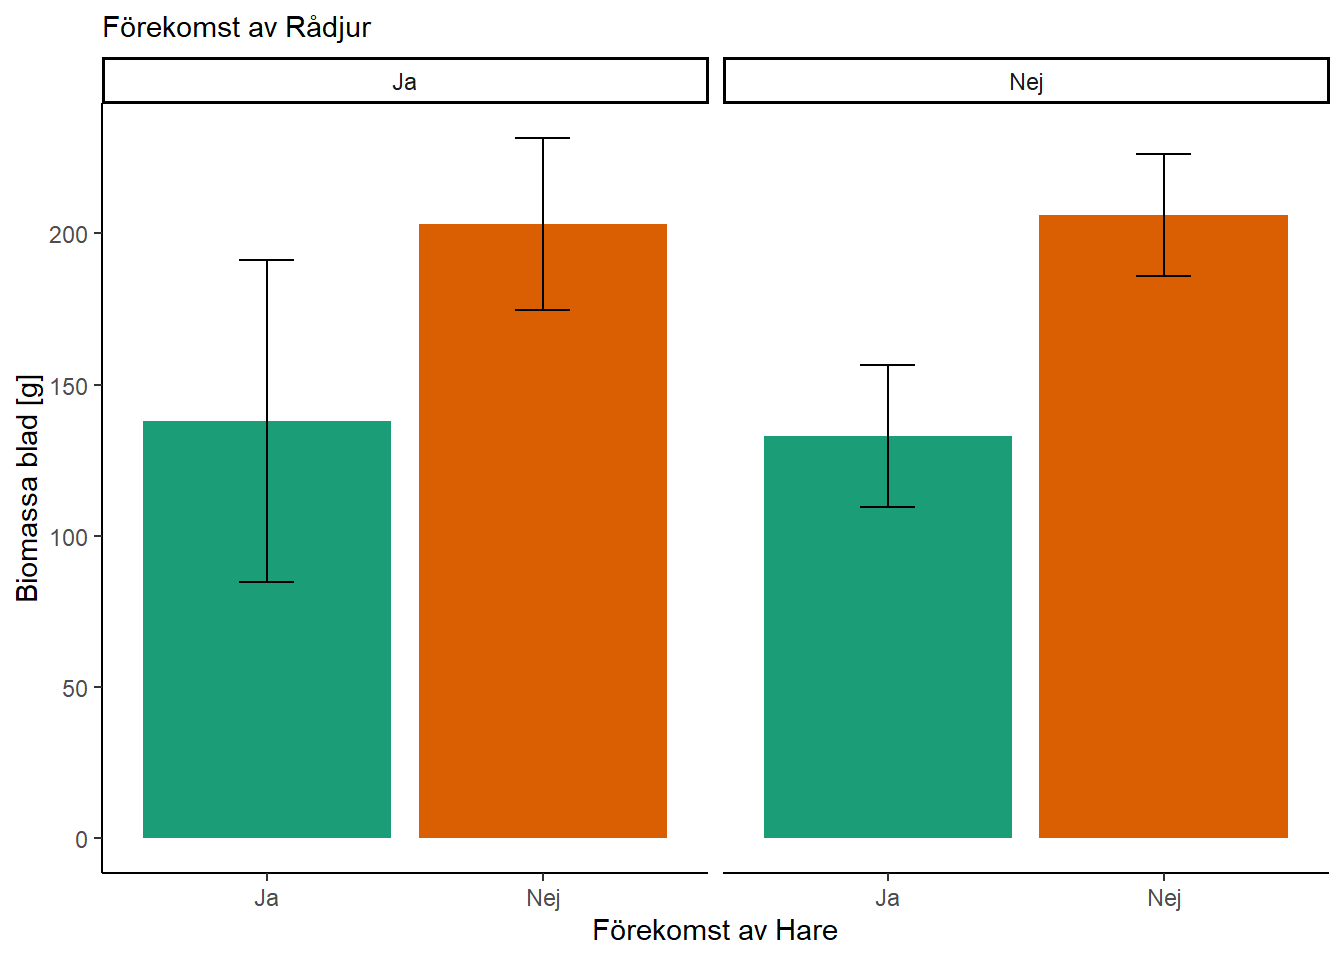 Förekomst av Rådjur
Ja
Nej
200
150
100
50
0
Biomassa blad [g]
Ja
Nej
Ja
Nej
Förekomst av Hare